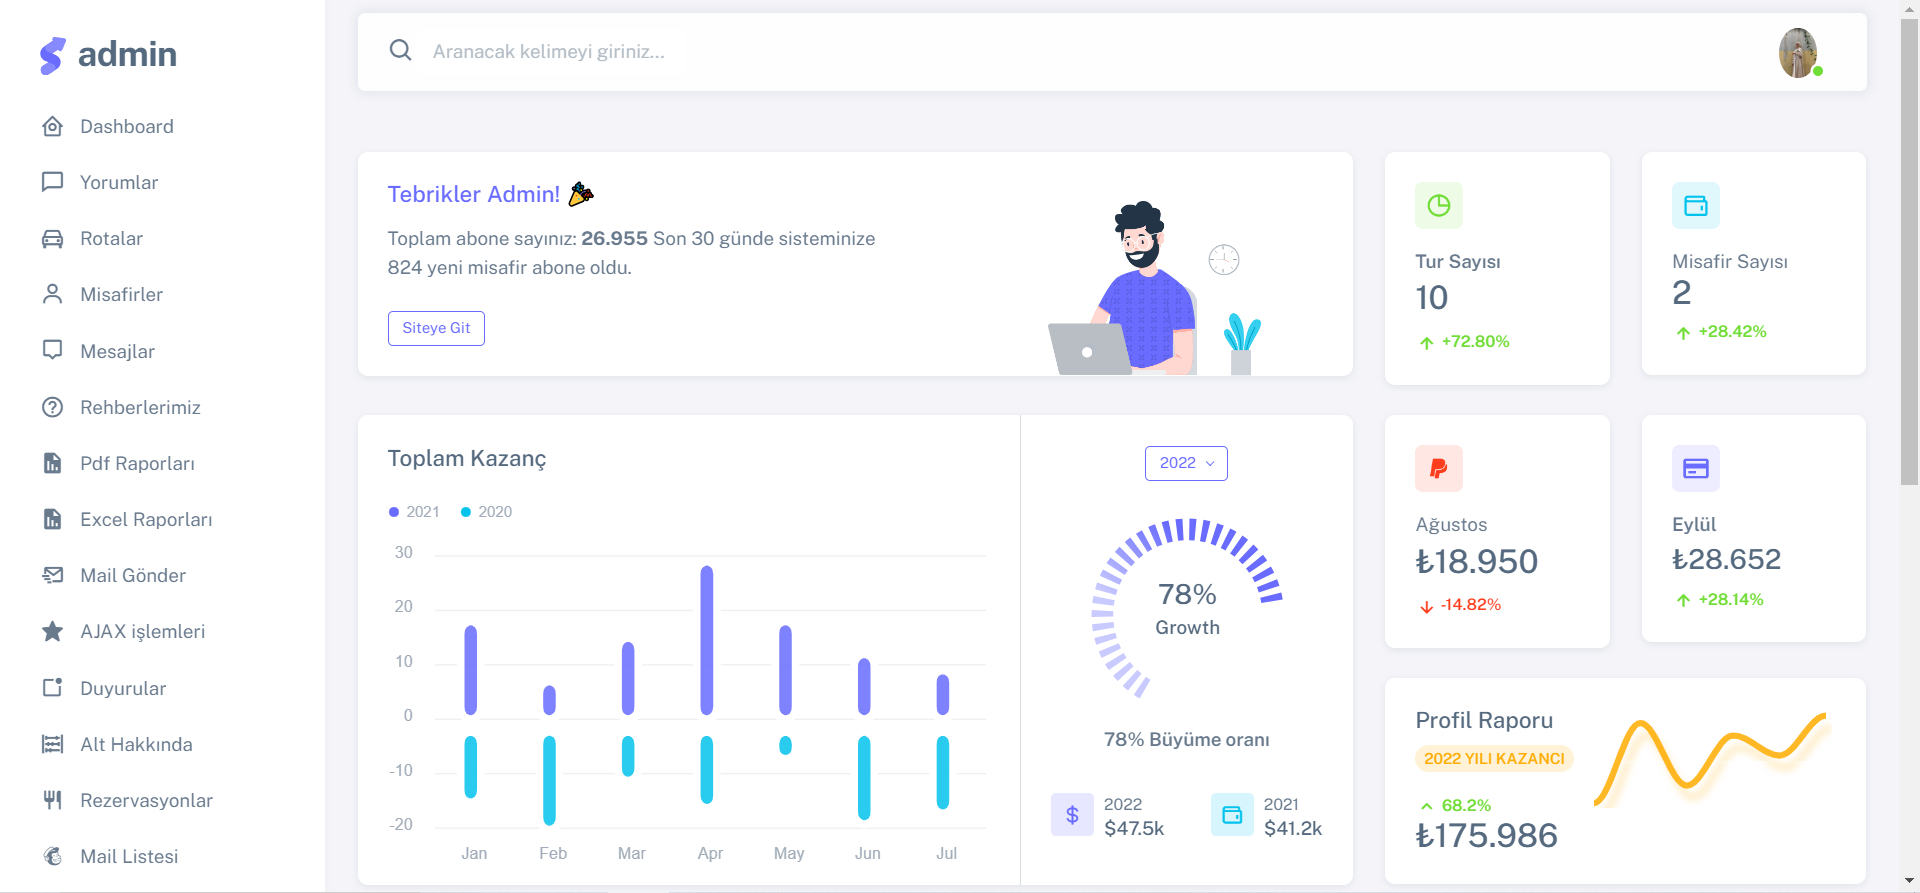 admin
Dashboard
Yorumlar
Rotalar
Misafirler
Mesajlar
Rehberlerimiz
Pdf Raporları
Excel Raporları
Mail Gönder
AJAX işlemleri
Duyurular
Alt Hakkında
Rezervasyonlar
Mail Listesi
Aranacak kelimeyi giriniz...
Tebrikler Admin!
Toplam abone sayınız: 26.955 Son 30 günde sisteminize
824 yeni misafir abone oldu.
Siteye Git
Tur Sayısı
10
+72.80%
Misafir Sayısı
2
+28.42%
Toplam Kazanç
2021 2020
30
20
10
0
-10
-20
Jan Feb Mar Apr May Jun Jul
2022
78%
Growth
78% Büyüme oranı
2022
$47.5k
2021
$41.2k
Ağustos
₺18.950
-14.82%
Eylül
₺28.652
+28.14%
Profil Raporu
2022 YILI KAZANCI
68.2%
₺175.986